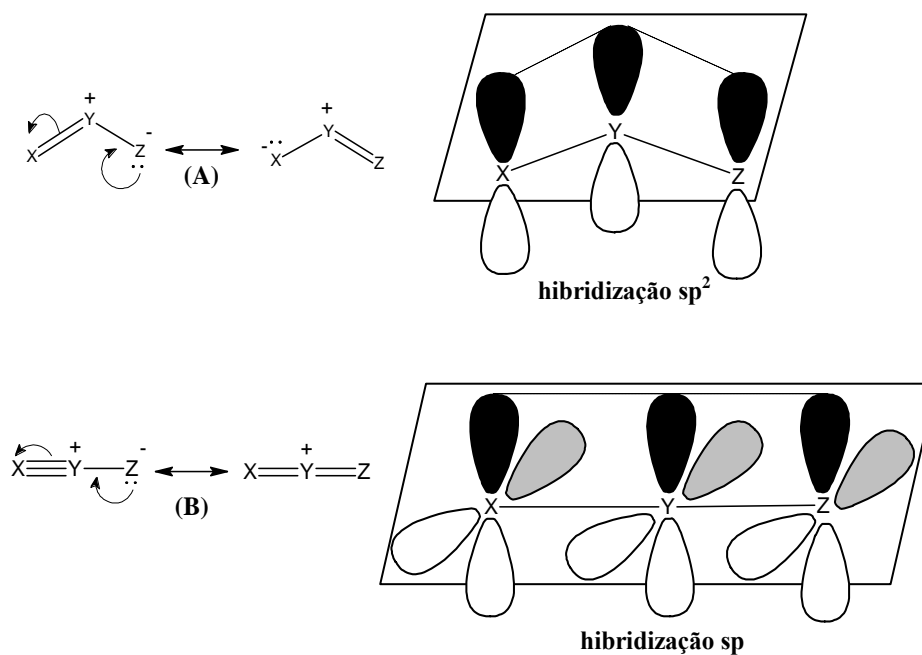 +
Y
X
Z
-
(A)
+
Y
-
X
Z
Y
X
Z
hibridização sp²
+ -
X Y Z
(B)
+
X Y Z
X Y Z
hibridização sp